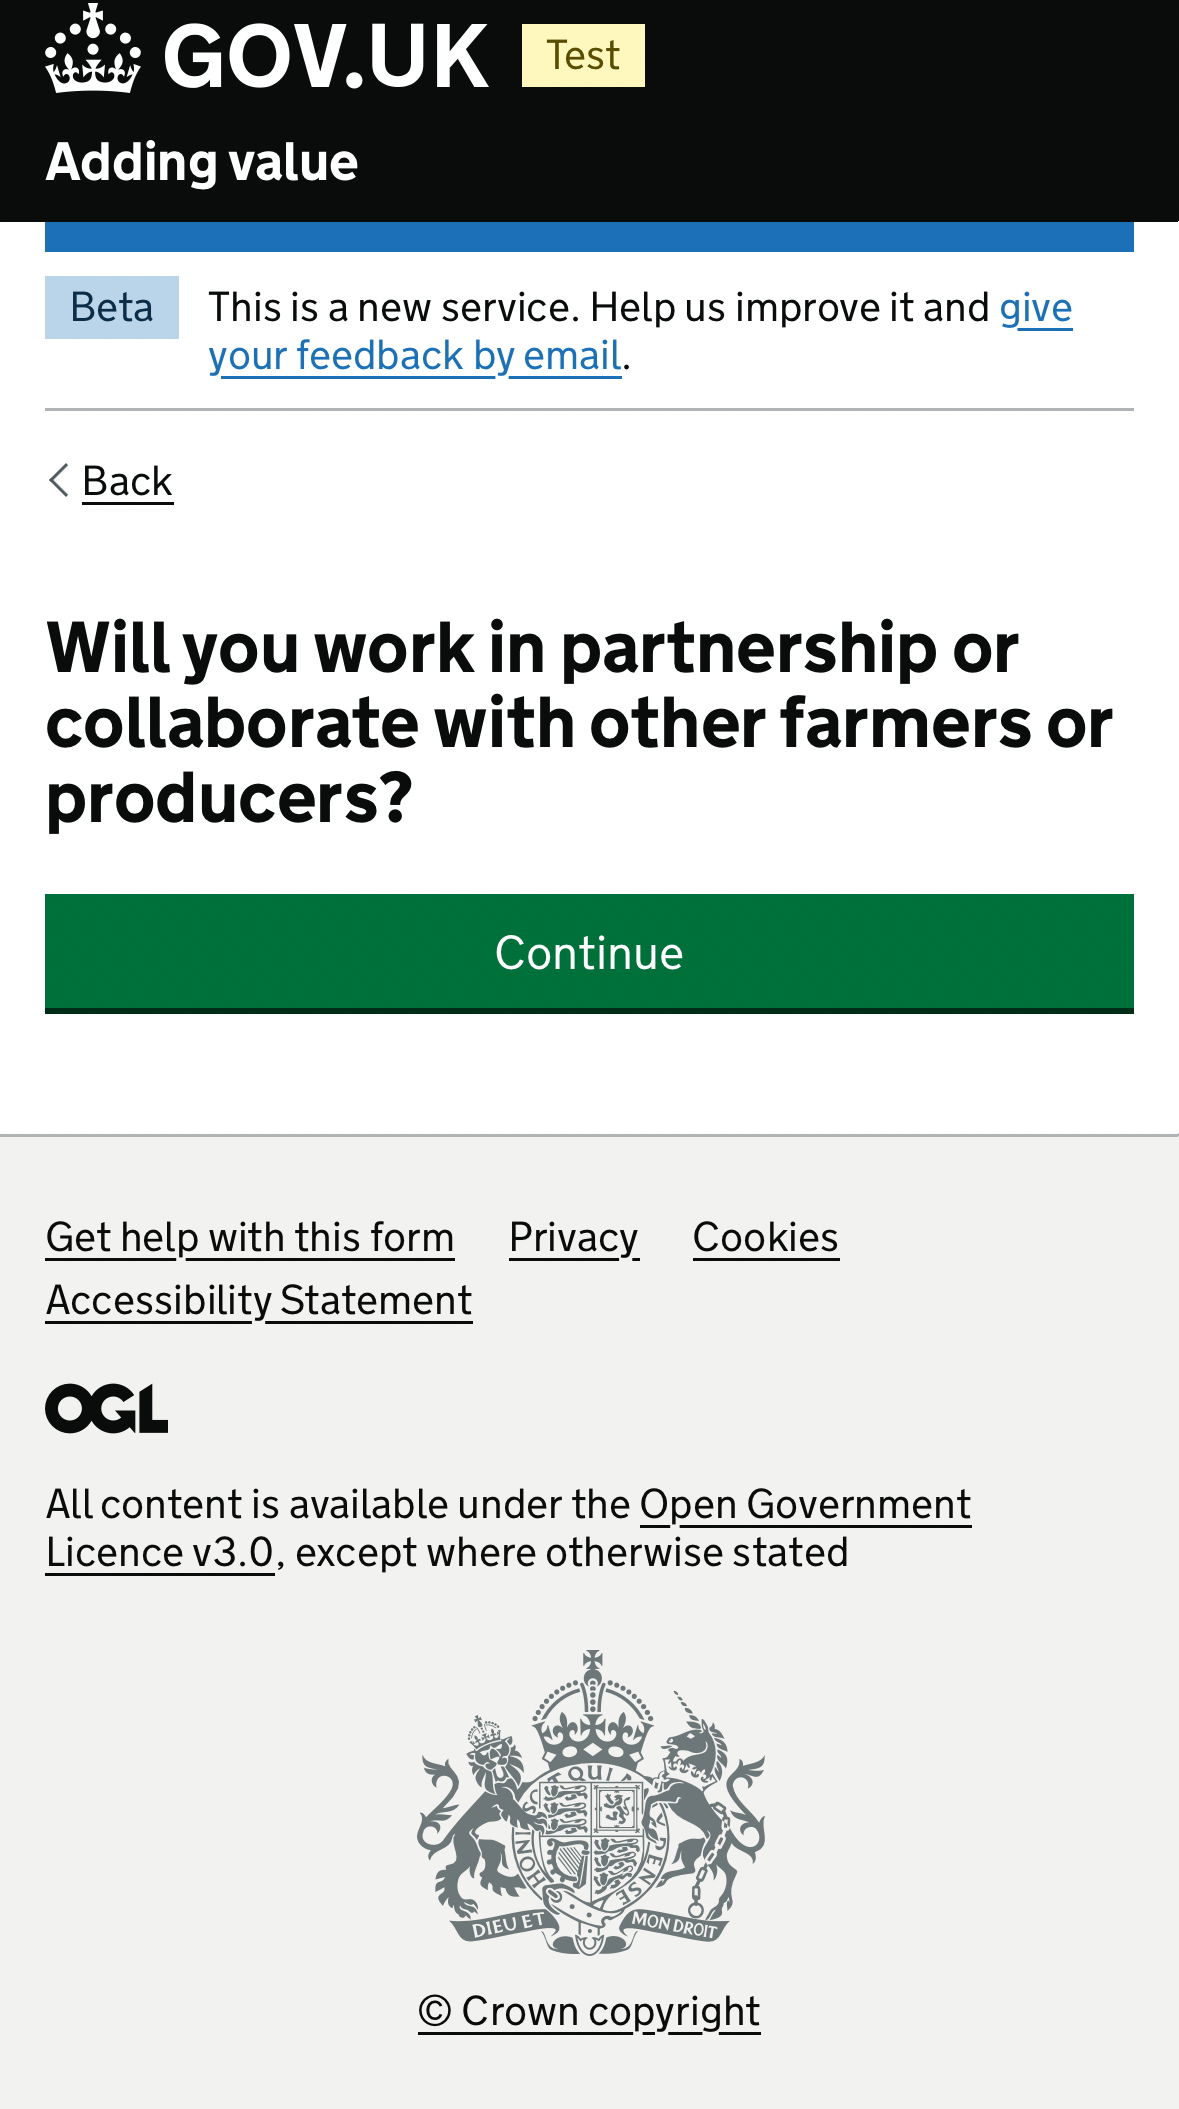 GOV.UK Test
Adding value
Beta This is a new service. Help us improve it and give
your feedback by email.
Back
Will you work in partnership or
collaborate with other farmers or
producers?
Continue
Get help with this form Privacy Cookies
Accessibility Statement
OGL
All content is available under the Open Government
Licence v3.0, except where otherwise stated
QUI
HONI
ENSE
DIEU ET MON DROIT
© Crown copyright